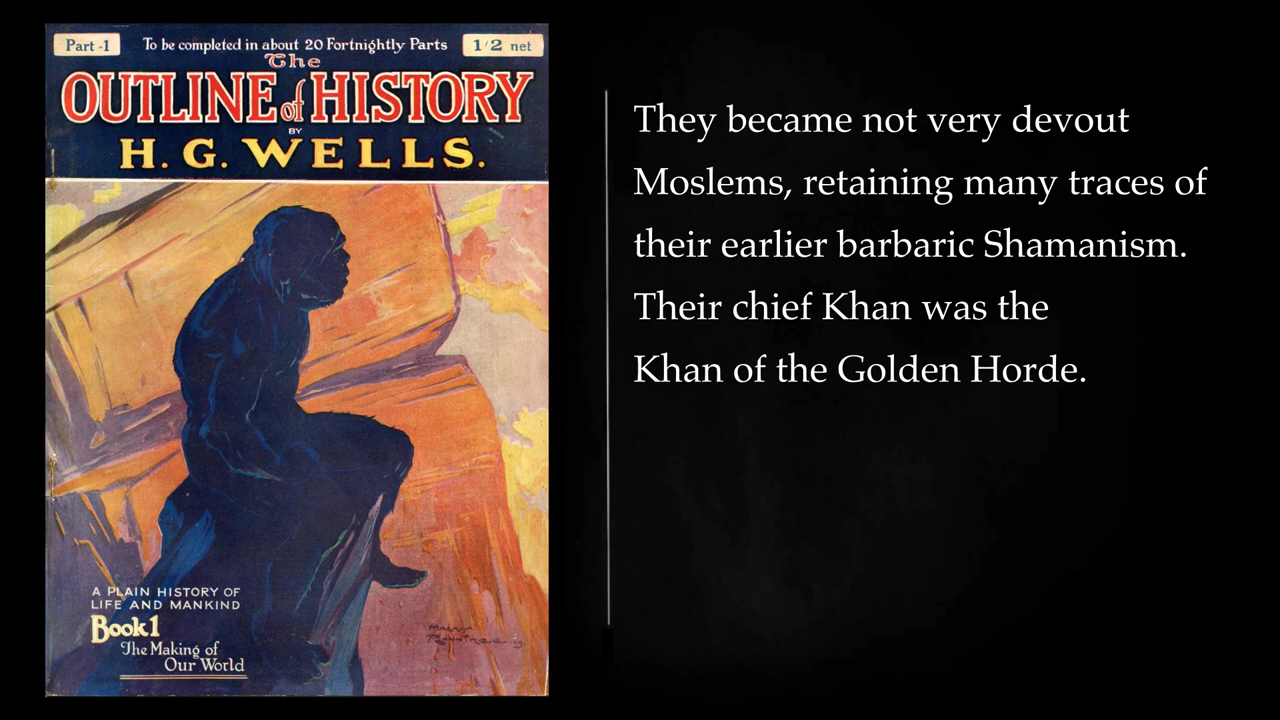 Part -1
To be completed in about 20 Fortnightly Parts
1/2 net
The
OUTLINE of HISTORY
BY
H. G. WELLS.
A PLAIN HISTORY OF
LIFE AND MANKIND
Book 1
The Making of
Our World
They became not very devout
Moslems, retaining many traces of
their earlier barbaric Shamanism.
Their chief Khan was the
Khan of the Golden Horde.